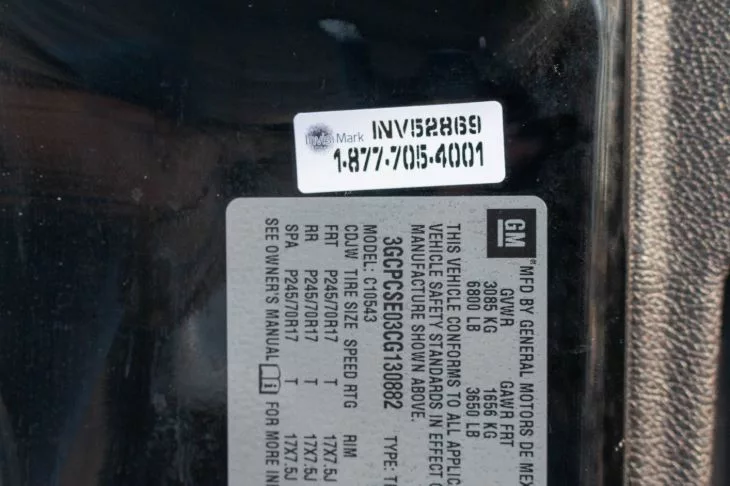 Mark INV52869
1-877-705-4001
GM
MFD BY GENERAL MOTORS DE MEX
GVWR GAWR FRT
3085 KG 1656 KG
6800 LB 3650 LB
THIS VEHICLE CONFORMS TO ALL APPLIC
VEHICLE SAFETY STANDARDS IN EFFECT O
MANUFACTURE SHOWN ABOVE.
3GCPCSE03CG130882 TYPE: T
MODEL: C10543
CDJW TIRE SIZE SPEED RTG RIM
FRT P245/70R17 T 17X7.5J
RR P245/70R17 T 17X7.5J
SPA P245/70R17 T 17X7.5J
SEE OWNER'S MANUAL i FOR MORE IN